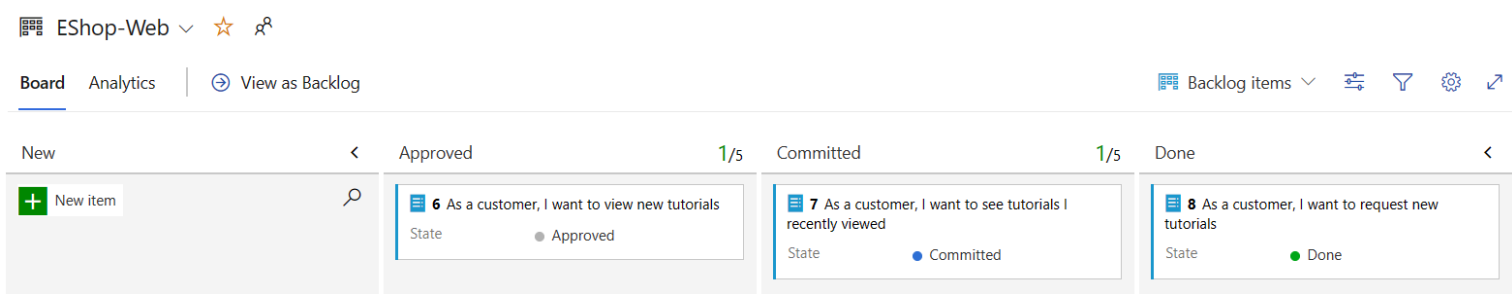 EShop-Web
Board Analytics View as Backlog Backlog items
New Approved 1/5 Committed 1/5 Done
New item
6 As a customer, I want to view new tutorials
State Approved
7 As a customer, I want to see tutorials I
recently viewed
State Committed
8 As a customer, I want to request new
tutorials
State Done